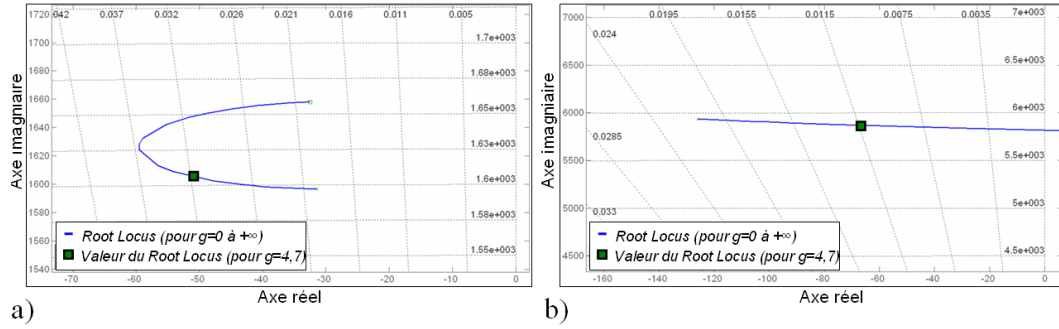 .042 0.037 0.032 0.026 0.021 0.016 0.011 0.005
1720
1700
1680
1660
1640
1620
1600
1580
1560
1540
1.7e+003
1.68e+003
1.65e+003
1.63e+003
1.6e+003
1.58e+003
1.55e+003
Axe imagniaire
Root Locus (pour g=0 à +∞)
Valeur du Root Locus (pour g=4,7)
-70 -60 -50 -40 -30 -20 -10 0
Axe réel
a)
0.0195 0.0155 0.0115 0.0075 0.0035
7000
6500
6000
5500
5000
4500
0.024
0.0285
0.033
7e+003
6.5e+003
6e+003
5.5e+003
5e+003
4.5e+003
Axe imaginiaire
Root Locus (pour g=0 à +∞)
Valeur du Root Locus (pour g=4,7)
-160 -140 -120 -100 -80 -60 -40 -20 0
Axe réel
b)